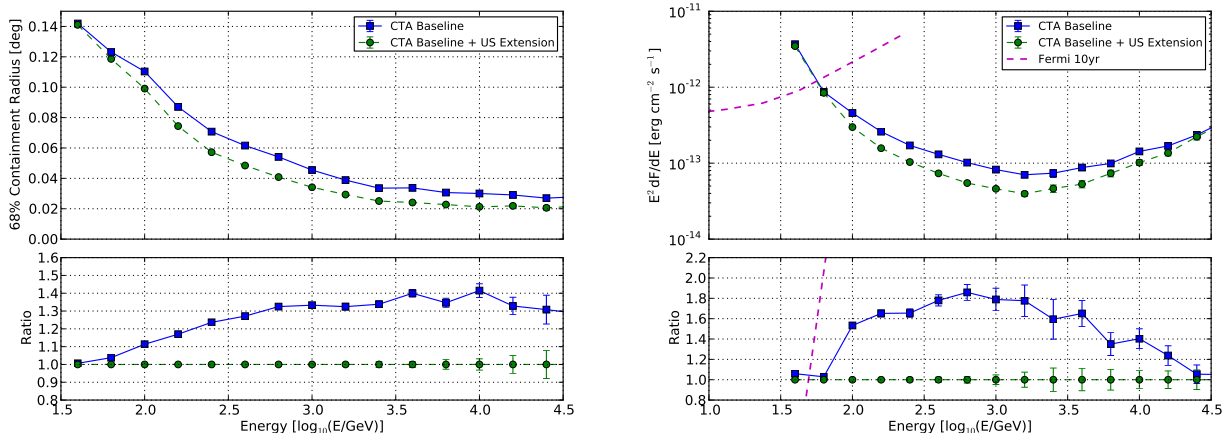 0.14
0.12
0.10
0.08
0.06
0.04
0.02
0.00
68% Containment Radius [deg]
CTA Baseline
CTA Baseline + US Extension
1.6
1.5
1.4
1.3
1.2
1.1
1.0
0.9
0.8
Ratio
1.5 2.0 2.5 3.0 3.5 4.0 4.5
Energy [log₁₀(E/GeV)]
10⁻¹¹
10⁻¹²
10⁻¹³
10⁻¹⁴
E² dF/dE [erg cm⁻² s⁻¹]
CTA Baseline
CTA Baseline + US Extension
Fermi 10yr
2.2
2.0
1.8
1.6
1.4
1.2
1.0
0.8
Ratio
1.0 1.5 2.0 2.5 3.0 3.5 4.0 4.5
Energy [log₁₀(E/GeV)]